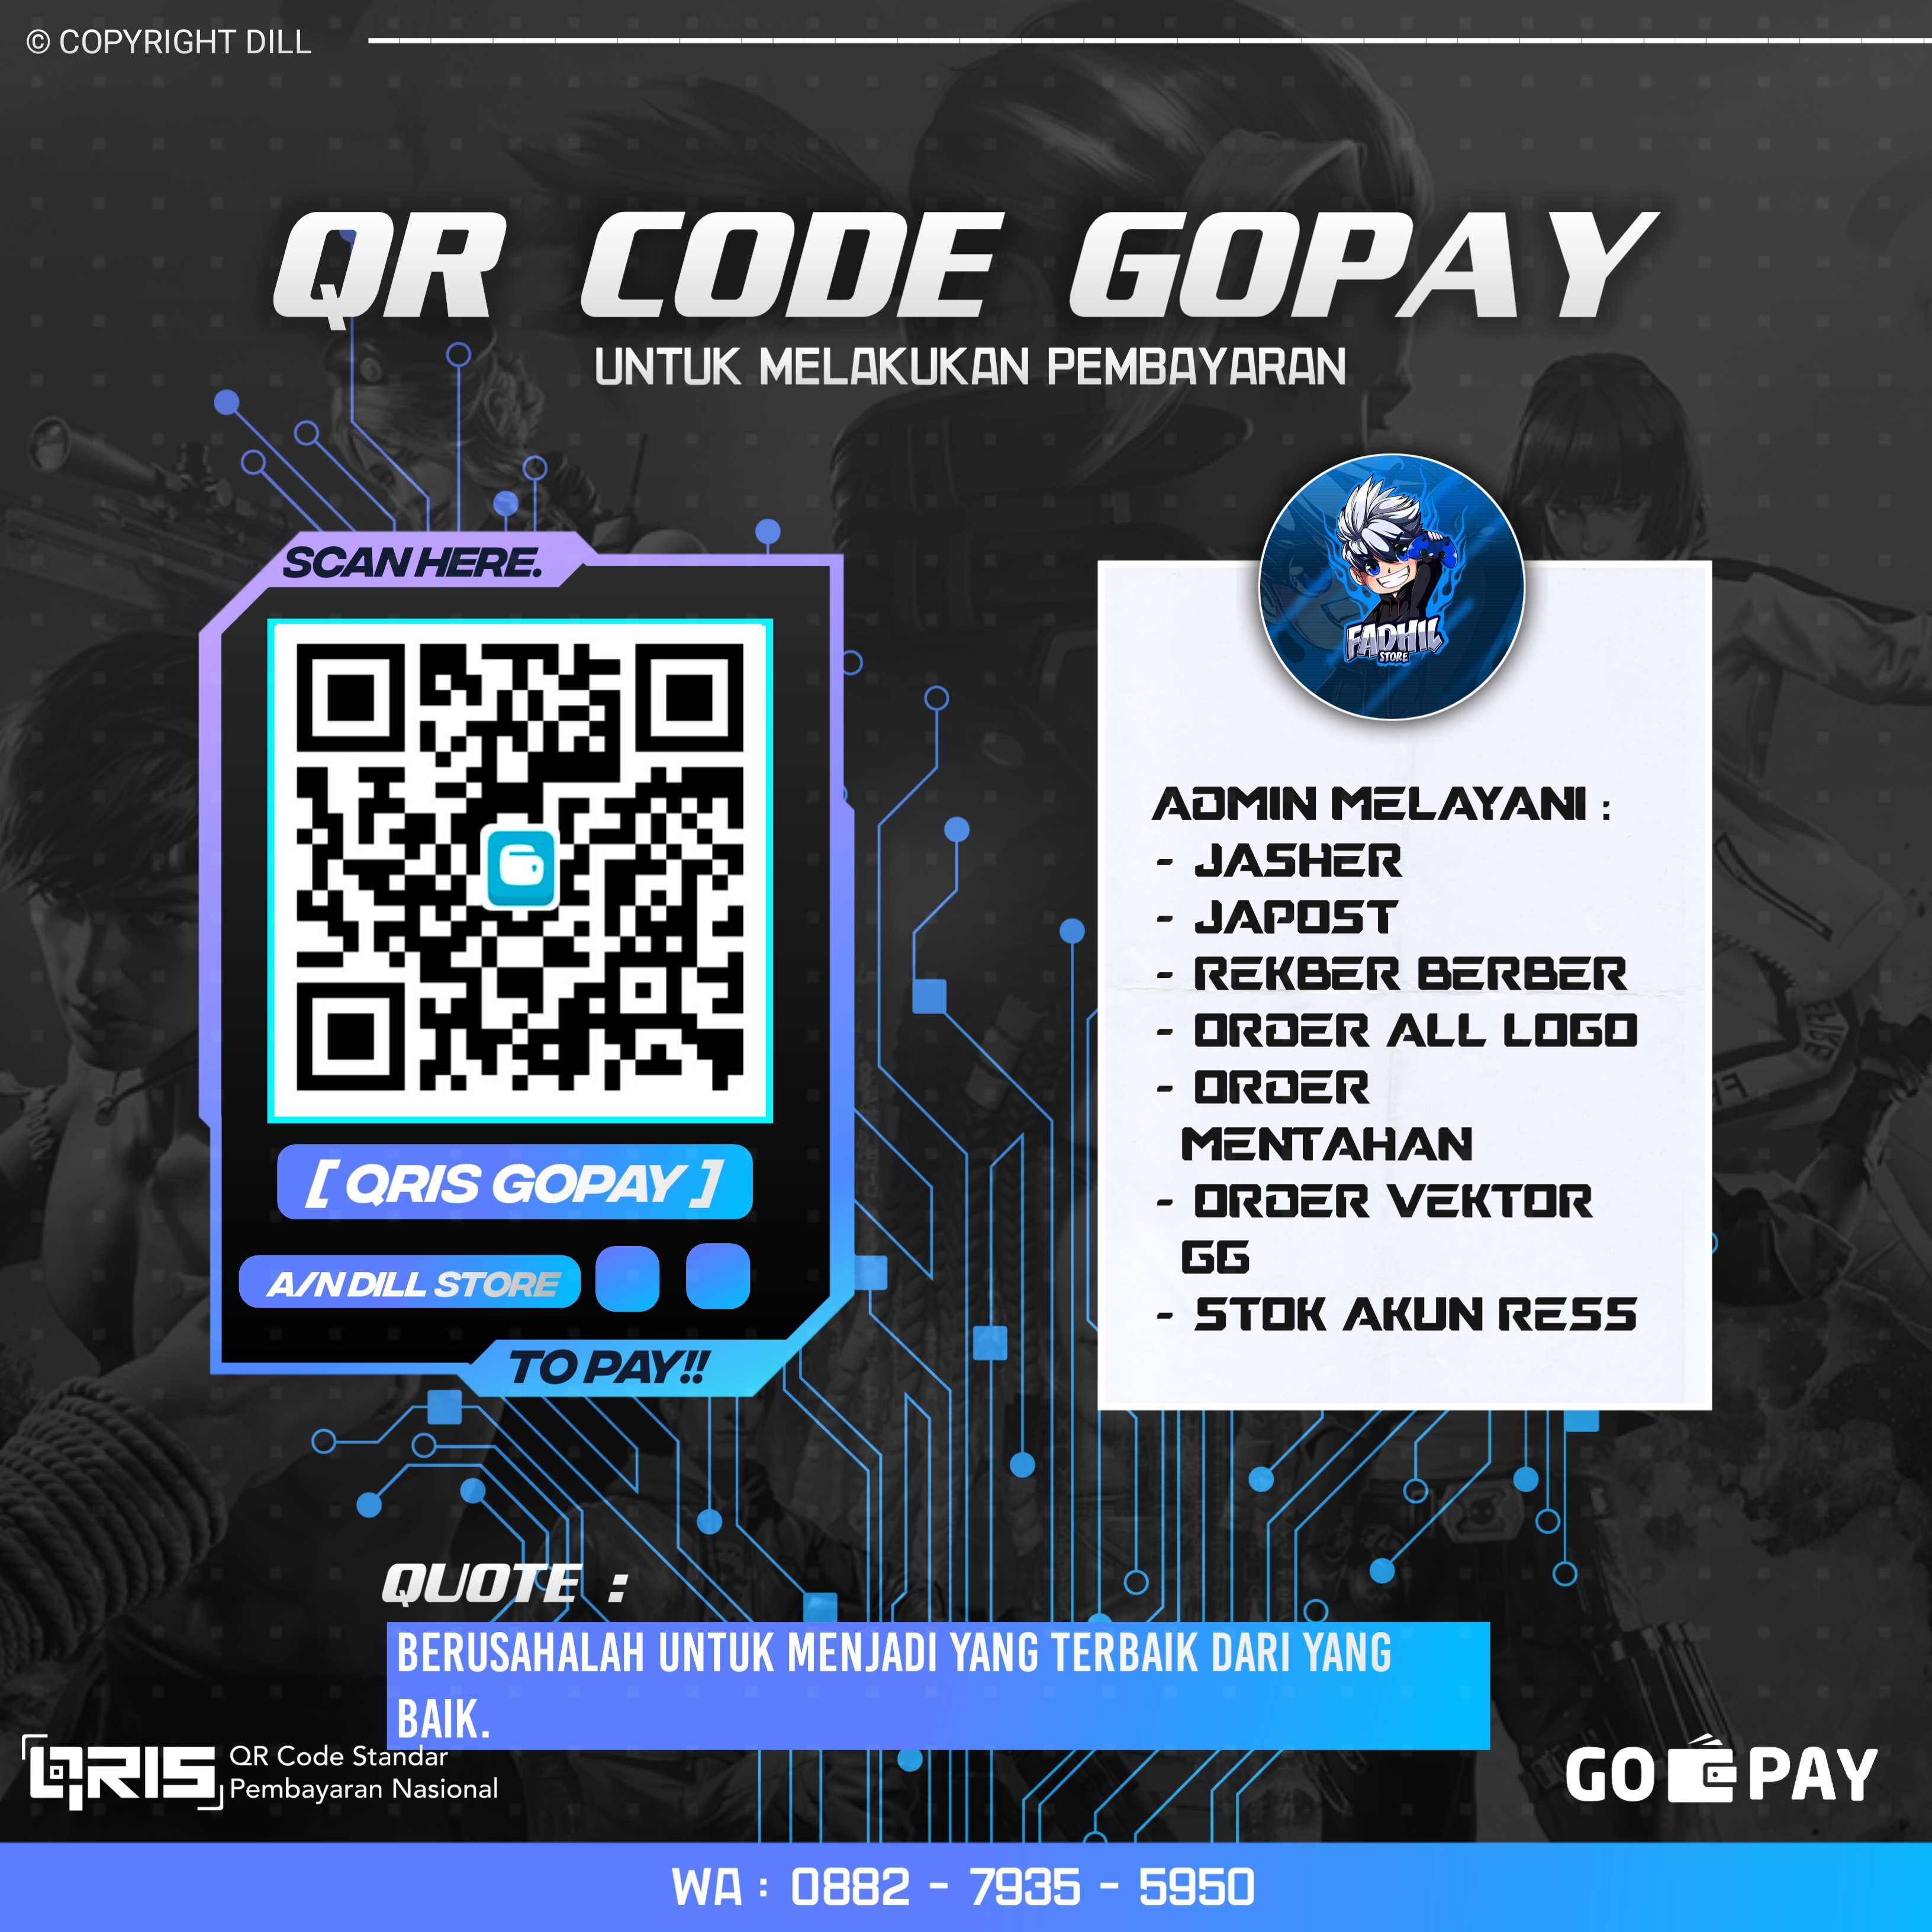 © COPYRIGHT DILL
QR CODE GOPAY
UNTUK MELAKUKAN PEMBAYARAN
SCAN HERE.
[ QRIS GOPAY ]
A/N DILL STORE
TO PAY!!
FADHIL
STORE
ADMIN MELAYANI :
- JASHER
- JAPOST
- REKBER BERBER
- ORDER ALL LOGO
- ORDER
MENTAHAN
- ORDER VEKTOR
GG
- STOK AKUN RESS
QUOTE :
BERUSAHALAH UNTUK MENJADI YANG TERBAIK DARI YANG
BAIK.
QRIS
QR Code Standar
Pembayaran Nasional
GO PAY
WA : 0882 - 7935 - 5950